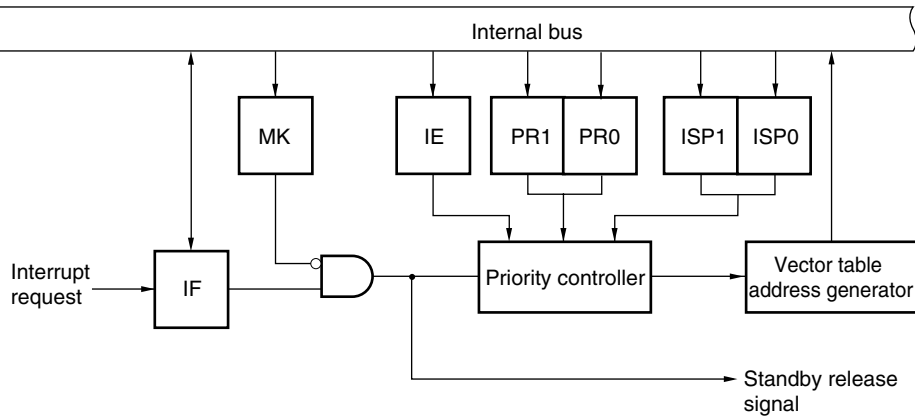 Internal bus
MK
IE
PR1
PR0
ISP1
ISP0
Interrupt
request
IF
Priority controller
Vector table
address generator
Standby release
signal